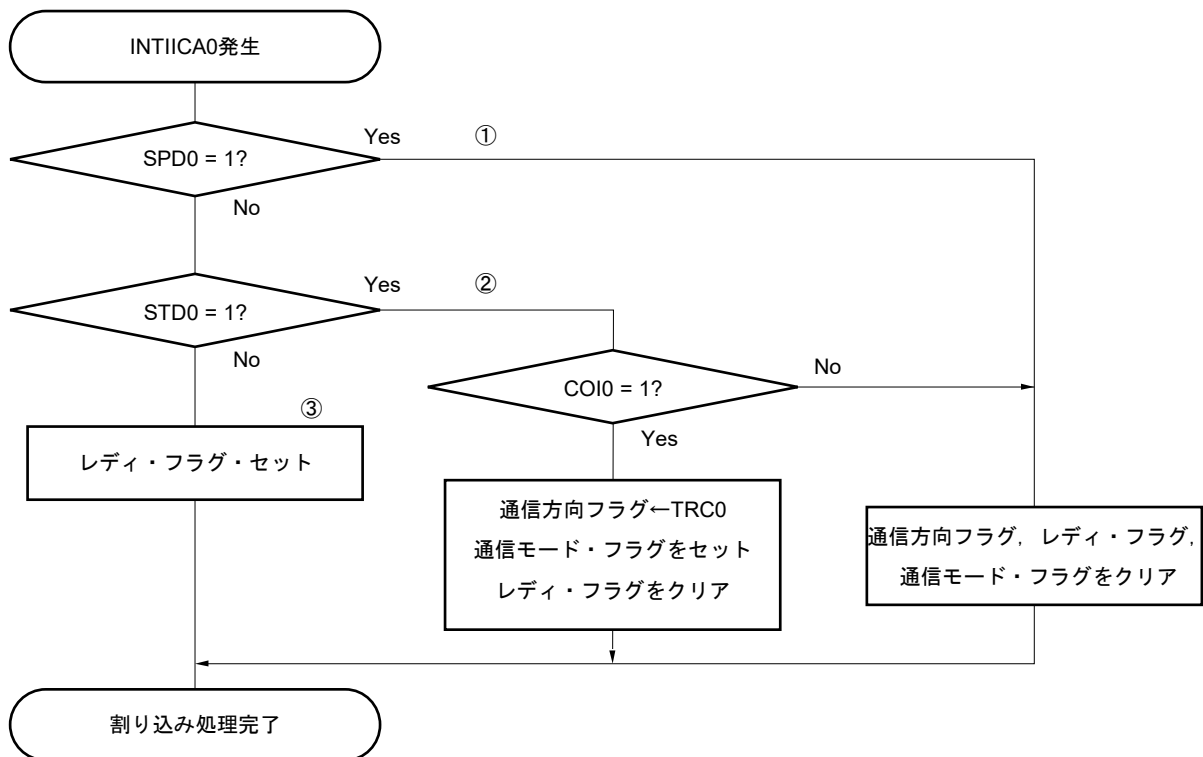 INTIICA0発生
Yes
①
SPD0 = 1?
No
Yes
②
STD0 = 1?
No
No
COI0 = 1?
③
Yes
レディ・フラグ・セット
通信方向フラグ←TRC0
通信モード・フラグをセット
レディ・フラグをクリア
通信方向フラグ，レディ・フラグ，
通信モード・フラグをクリア
割り込み処理完了